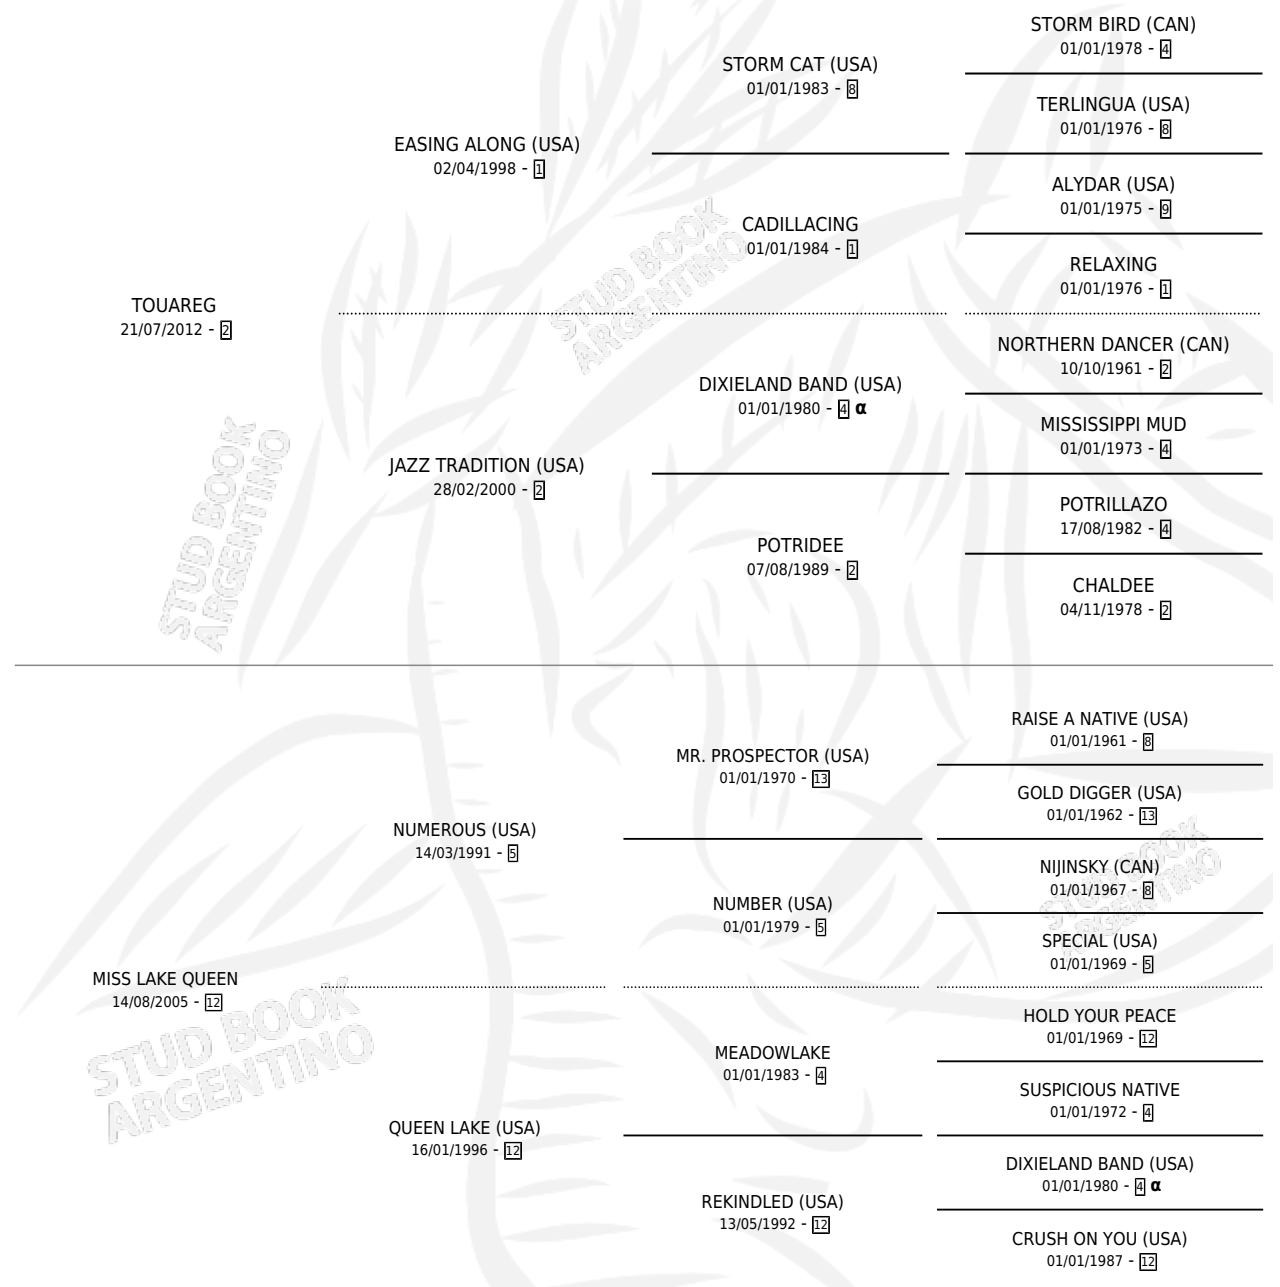 STORM BIRD (CAN)
01/01/1978 - 4
STORM CAT (USA)
01/01/1983 - 8
TERLINGUA (USA)
01/01/1976 - 8
EASING ALONG (USA)
02/04/1998 - 1
ALYDAR (USA)
01/01/1975 - 9
CADILLACING
01/01/1984 - 1
RELAXING
01/01/1976 - 1
TOUAREG
21/07/2012 - 2
NORTHERN DANCER (CAN)
10/10/1961 - 2
DIXIELAND BAND (USA)
01/01/1980 - 4 α
MISSISSIPPI MUD
01/01/1973 - 4
JAZZ TRADITION (USA)
28/02/2000 - 2
POTRILLAZO
17/08/1982 - 4
POTRIDEE
07/08/1989 - 2
CHALDEE
04/11/1978 - 2
RAISE A NATIVE (USA)
01/01/1961 - 8
MR. PROSPECTOR (USA)
01/01/1970 - 13
GOLD DIGGER (USA)
01/01/1962 - 13
NUMEROUS (USA)
14/03/1991 - 5
NIJINSKY (CAN)
01/01/1967 - 8
NUMBER (USA)
01/01/1979 - 5
SPECIAL (USA)
01/01/1969 - 5
MISS LAKE QUEEN
14/08/2005 - 12
HOLD YOUR PEACE
01/01/1969 - 12
MEADOWLAKE
01/01/1983 - 4
SUSPICIOUS NATIVE
01/01/1972 - 4
QUEEN LAKE (USA)
16/01/1996 - 12
DIXIELAND BAND (USA)
01/01/1980 - 4 α
REKINDLED (USA)
13/05/1992 - 12
CRUSH ON YOU (USA)
01/01/1987 - 12
STUD BOOK
ARGENTINO
STUD BOOK
ARGENTINO
STUD BOOK
ARGENTINO
STUD BOOK
ARGENTINO